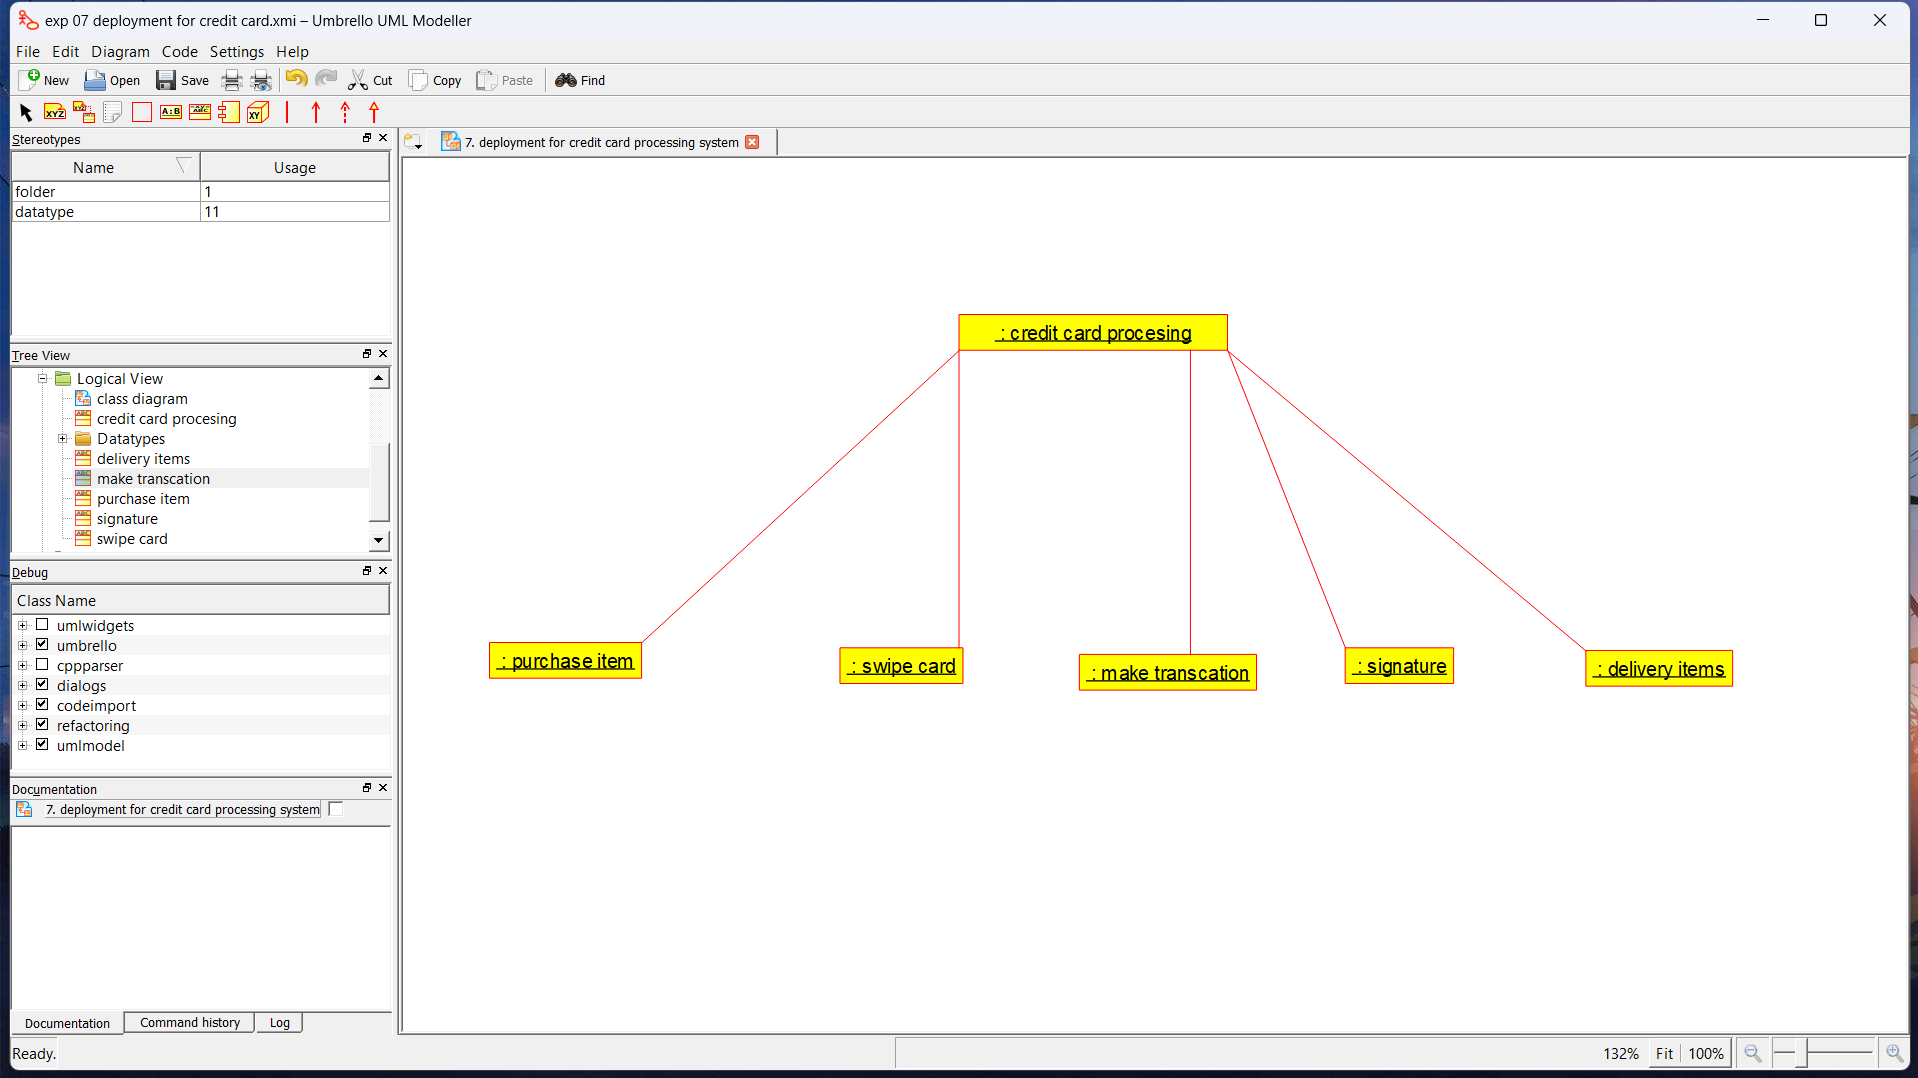 exp 07 deployment for credit card.xmi – Umbrello UML Modeller
File Edit Diagram Code Settings Help
New Open Save Cut Copy Paste Find
XYZ XYZ A:B ABC XY
Stereotypes
7. deployment for credit card processing system
Name Usage
folder 1
datatype 11
Tree View
Logical View
class diagram
credit card procesing
Datatypes
delivery items
make transcation
purchase item
signature
swipe card
Debug
Class Name
umlwidgets
umbrello
cppparser
dialogs
codeimport
refactoring
umlmodel
Documentation
7. deployment for credit card processing system
Documentation Command history Log
: credit card procesing
: purchase item
: swipe card
: make transcation
: signature
: delivery items
Ready.
132% Fit 100%